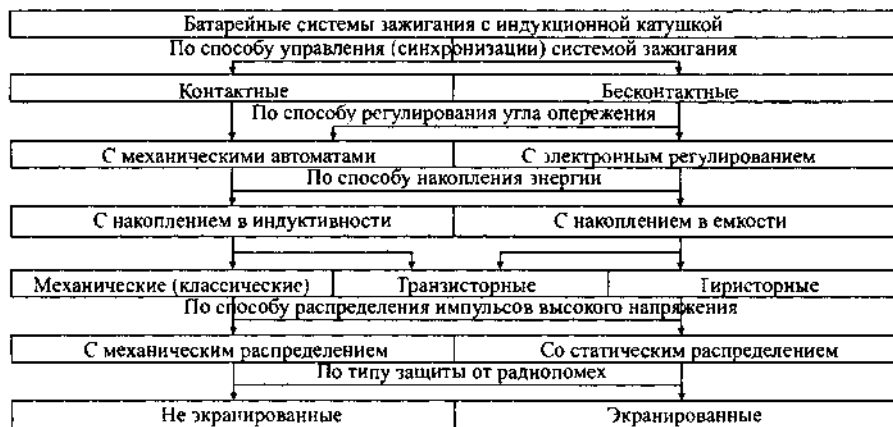 Батарейные системы зажигания с индукционной катушкой
По способу управления (синхронизации) системой зажигания
Контактные Бесконтактные
По способу регулирования угла опережения
С механическими автоматами С электронным регулированием
По способу накопления энергии
С накоплением в индуктивности С накоплением в емкости
Механические (классические) Транзисторные Тиристорные
По способу распределения импульсов высокого напряжения
С механическим распределением Со статическим распределением
По типу защиты от радиопомех
Не экранированные Экранированные